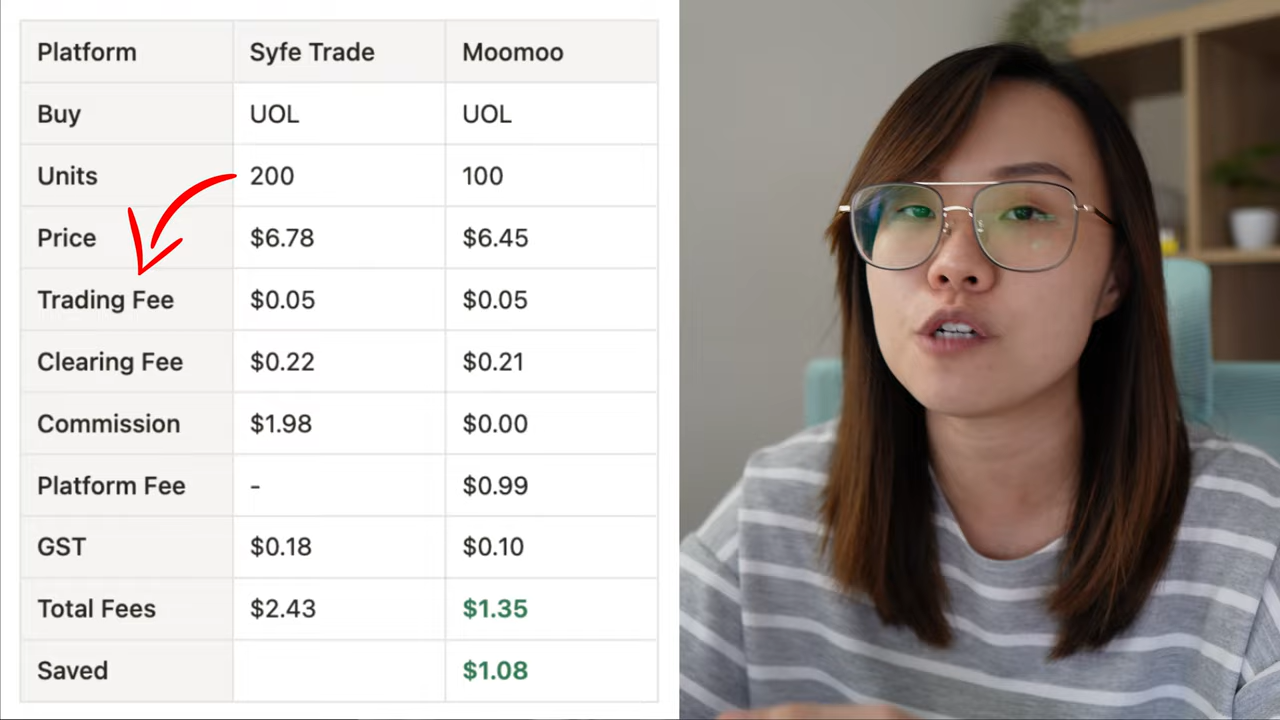 Platform Syfe Trade Moomoo
Buy UOL UOL
Units 200 100
Price $6.78 $6.45
Trading Fee $0.05 $0.05
Clearing Fee $0.22 $0.21
Commission $1.98 $0.00
Platform Fee - $0.99
GST $0.18 $0.10
Total Fees $2.43 $1.35
Saved $1.08